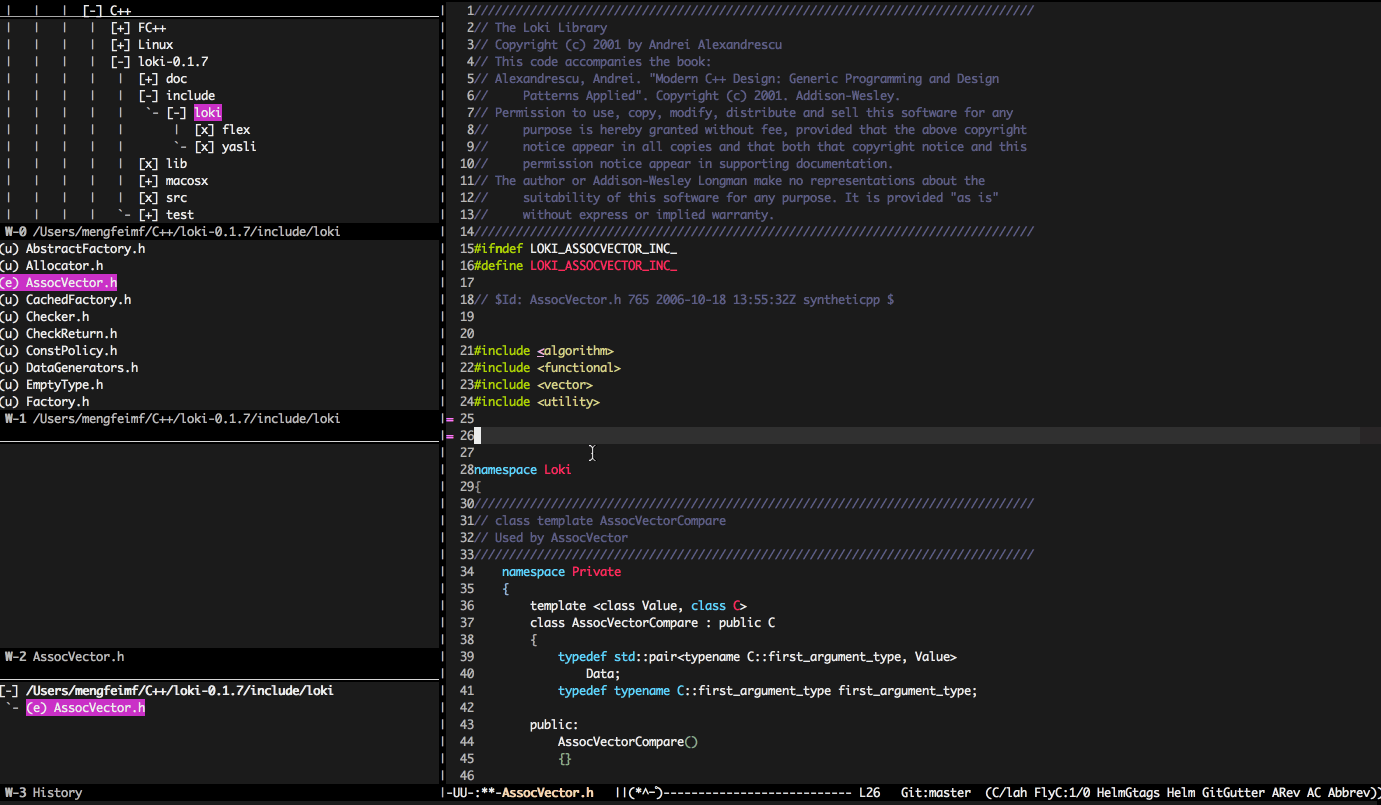 [-] C++
[+] FC++
[+] Linux
[-] loki-0.1.7
[+] doc
[-] include
`- [-] loki
[x] flex
`- [x] yasli
[x] lib
[+] macosx
[x] src
`- [+] test
W-0 /Users/mengfeimf/C++/loki-0.1.7/include/loki
(u) AbstractFactory.h
(u) Allocator.h
(e) AssocVector.h
(u) CachedFactory.h
(u) Checker.h
(u) CheckReturn.h
(u) ConstPolicy.h
(u) DataGenerators.h
(u) EmptyType.h
(u) Factory.h
W-1 /Users/mengfeimf/C++/loki-0.1.7/include/loki
W-2 AssocVector.h
[-] /Users/mengfeimf/C++/loki-0.1.7/include/loki
`- (e) AssocVector.h
W-3 History
1////////////////////////////////////////////////////////////////////////////////
2// The Loki Library
3// Copyright (c) 2001 by Andrei Alexandrescu
4// This code accompanies the book:
5// Alexandrescu, Andrei. "Modern C++ Design: Generic Programming and Design
6//     Patterns Applied". Copyright (c) 2001. Addison-Wesley.
7// Permission to use, copy, modify, distribute and sell this software for any
8//     purpose is hereby granted without fee, provided that the above copyright
9//     notice appear in all copies and that both that copyright notice and this
10//     permission notice appear in supporting documentation.
11// The author or Addison-Wesley Longman make no representations about the
12//     suitability of this software for any purpose. It is provided "as is"
13//     without express or implied warranty.
14////////////////////////////////////////////////////////////////////////////////
15#ifndef LOKI_ASSOCVECTOR_INC_
16#define LOKI_ASSOCVECTOR_INC_
17
18// $Id: AssocVector.h 765 2006-10-18 13:55:32Z syntheticpp $
19
20
21#include <algorithm>
22#include <functional>
23#include <vector>
24#include <utility>
= 25
= 26
27
28namespace Loki
29{
30////////////////////////////////////////////////////////////////////////////////
31// class template AssocVectorCompare
32// Used by AssocVector
33////////////////////////////////////////////////////////////////////////////////
34    namespace Private
35    {
36        template <class Value, class C>
37        class AssocVectorCompare : public C
38        {
39            typedef std::pair<typename C::first_argument_type, Value>
40                Data;
41            typedef typename C::first_argument_type first_argument_type;
42
43        public:
44            AssocVectorCompare()
45            {}
46
-UU-:**-AssocVector.h   ||(*^-゚)--------------------------- L26   Git:master  (C/lah FlyC:1/0 HelmGtags Helm GitGutter ARev AC Abbrev))